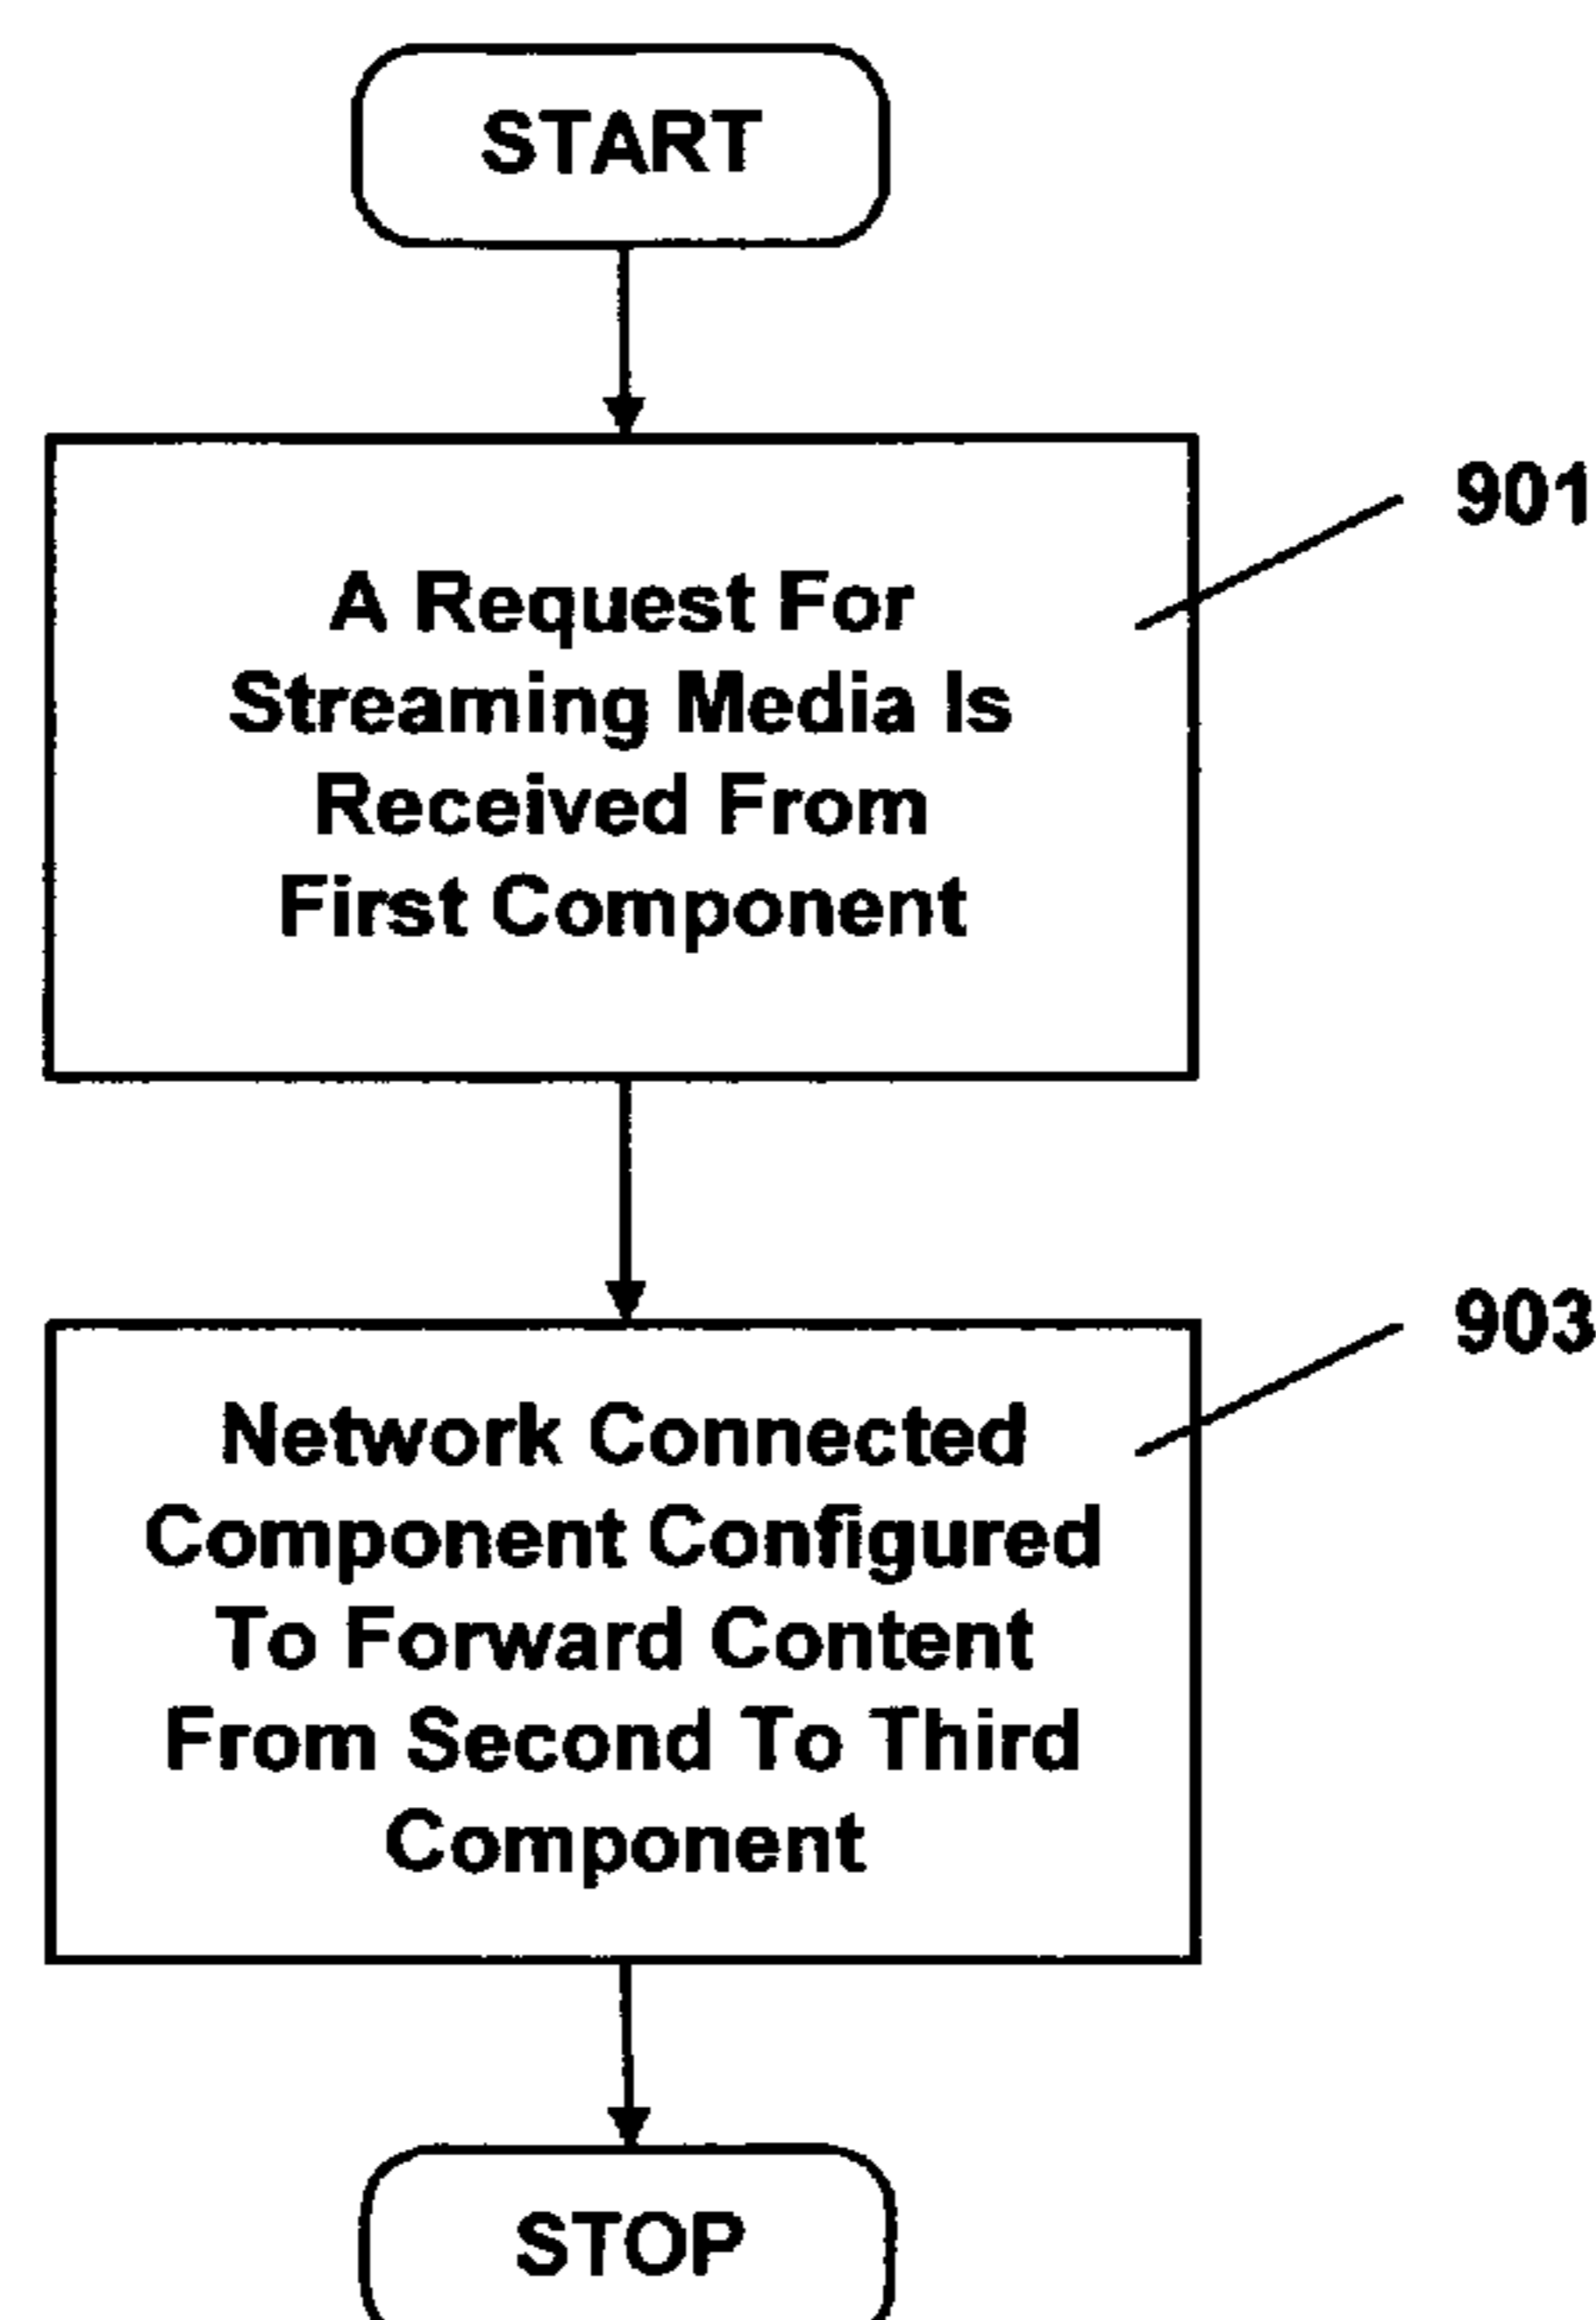 START
901
A Request For
Streaming Media Is
Received From
First Component
903
Network Connected
Component Configured
To Forward Content
From Second To Third
Component
STOP